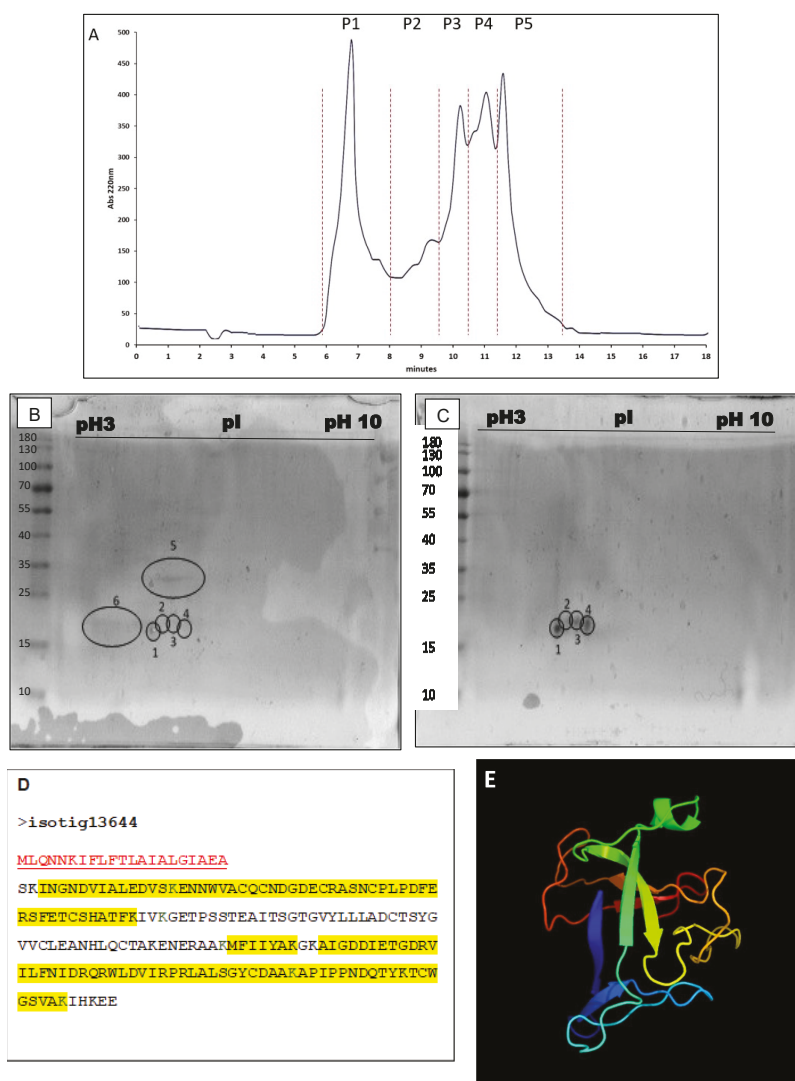 A
P1 P2 P3 P4 P5
500
450
400
350
300
250
200
150
100
50
0
Abs 220nm
0 1 2 3 4 5 6 7 8 9 10 11 12 13 14 15 16 17 18
minutes
B
pH3 pI pH 10
180
130
100
70
55
40
35
25
15
10
5
6
2
4
1
3
C
pH3 pI pH 10
180
130
100
70
55
40
35
25
15
10
2
4
1
3
D
>isotig13644
MLQNNKIFLFTLAIALGIAEA
SKINGNDVIALEDVSKENNWVACQCNDGDECRASNCPLPDFE
RSFETCSHATFKIVKGETPSSTEAITSGTGVYLLLADCTSYG
VVCLEANHLQCTAKENERAAKMFIIYAKGKAIGDDIETGDRV
ILFNIDRQRWLDVIRPRLALSGYCDAAKAPIPPNDQTYKTCW
GSVAKIHKEE
E